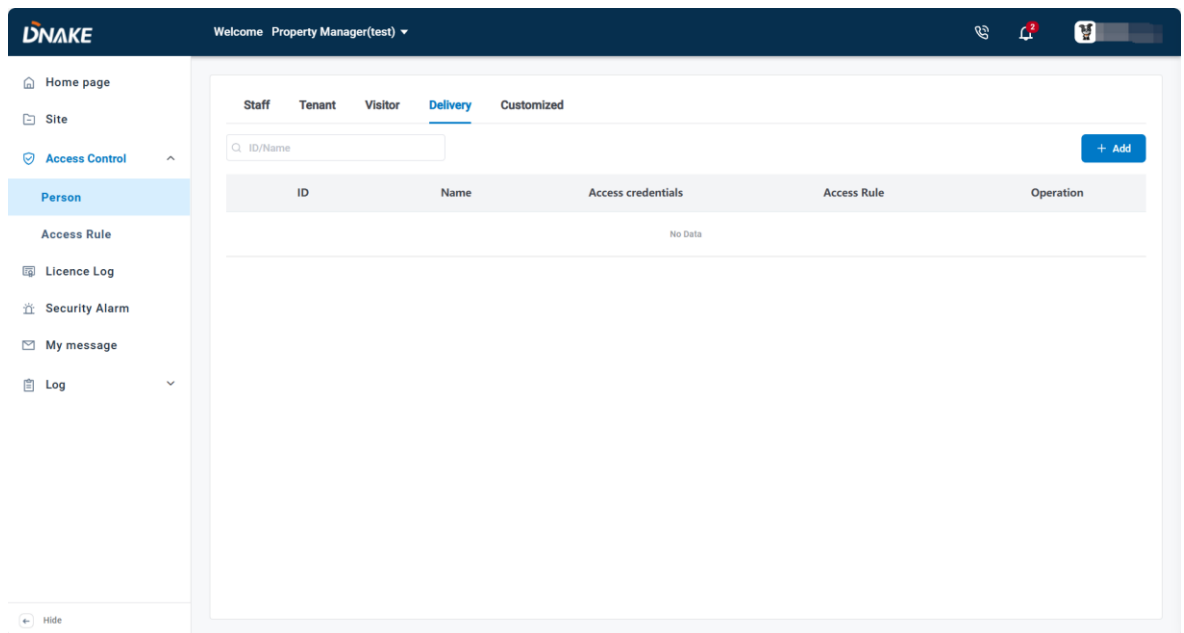 DNAKE
Welcome Property Manager(test)
2
Home page
Site
Access Control
Person
Access Rule
Licence Log
Security Alarm
My message
Log
Hide
Staff Tenant Visitor Delivery Customized
ID/Name
+ Add
ID Name Access credentials Access Rule Operation
No Data